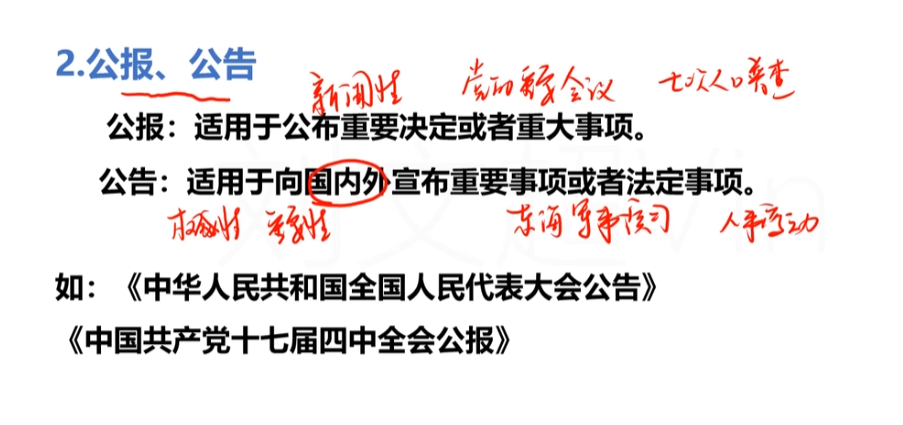 2.公报、公告
新闻性 党的重要会议 七次人口普查
公报：适用于公布重要决定或者重大事项。
公告：适用于向国内外宣布重要事项或者法定事项。
权威性 重要性 东海军事演习 人事变动
如：《中华人民共和国全国人民代表大会公告》
《中国共产党十七届四中全会公报》